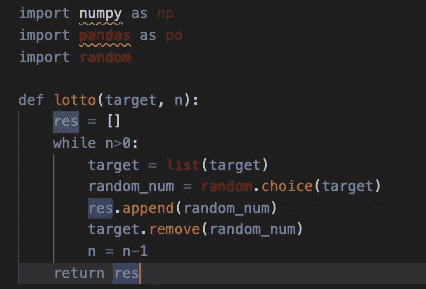 import numpy as np
import pandas as pd
import random
def lotto(target, n):
res = []
while n>0:
target = list(target)
random_num = random.choice(target)
res.append(random_num)
target.remove(random_num)
n = n-1
return res